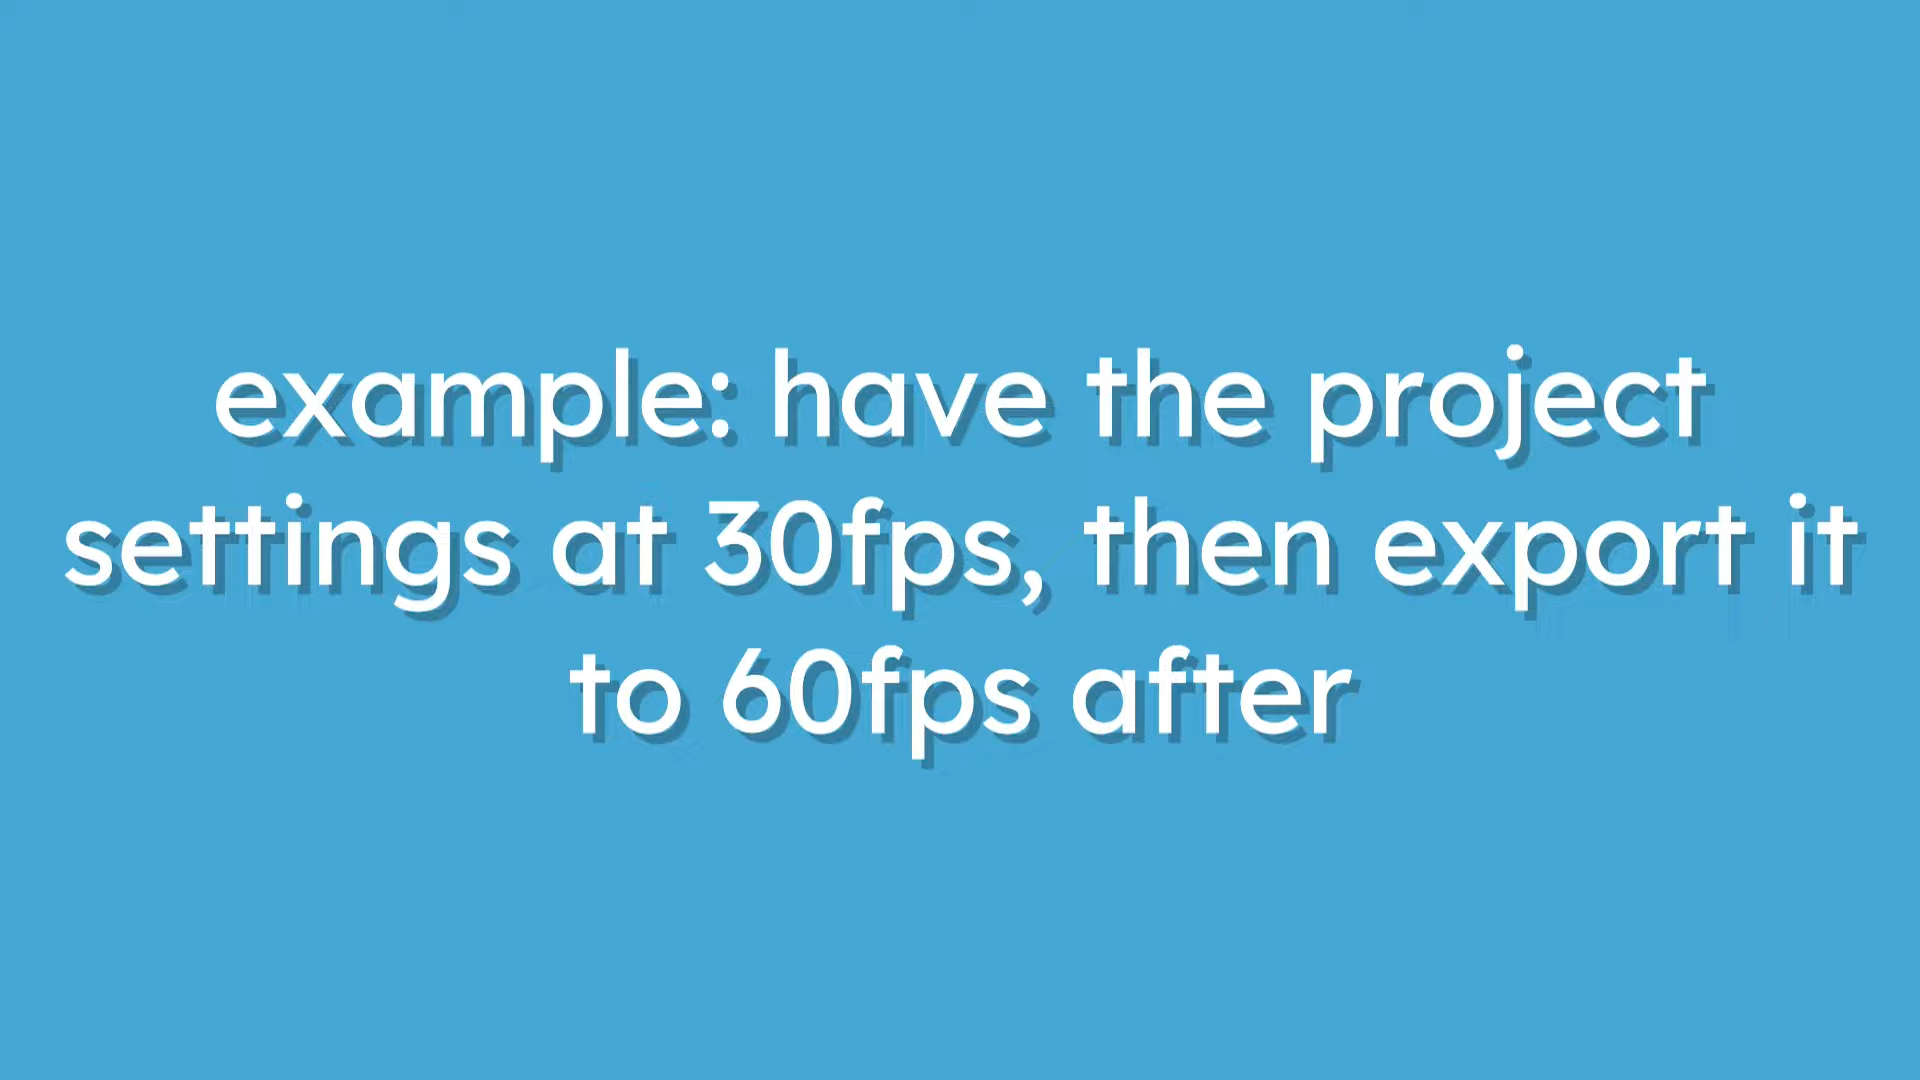 example: have the project
settings at 30fps, then export it
to 60fps after